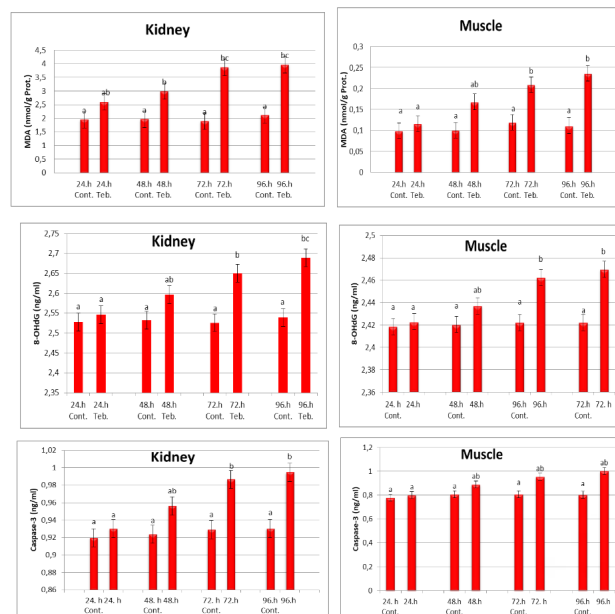 Kidney
MDA (nmol/g Prot.)
4,5
4
3,5
3
2,5
2
1,5
1
0,5
0
a ab a b a bc a bc
24.h 24.h 48.h 48.h 72.h 72.h 96.h 96.h
Cont. Teb. Cont. Teb. Cont. Teb. Cont. Teb.
Muscle
MDA (nmol/g Prot.)
0,3
0,25
0,2
0,15
0,1
0,05
0
a a a ab a b a b
24.h 24.h 48.h 48.h 72.h 72.h 96.h 96.h
Cont. Teb. Cont. Teb. Cont. Teb. Cont. Teb.
Kidney
8-OHdG (ng/ml)
2,75
2,7
2,65
2,6
2,55
2,5
2,45
2,4
2,35
a a a ab a b a bc
24.h 24.h 48.h 48.h 72.h 72.h 96.h 96.h
Cont. Teb. Cont. Teb. Cont. Teb. Cont. Teb.
Muscle
8-OHdG (ng/ml)
2,5
2,48
2,46
2,44
2,42
2,4
2,38
2,36
a a a ab a b a b
24. h 24. h 48.h 48.h 96.h 96.h 72.h 72. h
Cont. Cont. Cont. Cont.
Kidney
Caspase-3 (ng/ml)
1,02
1
0,98
0,96
0,94
0,92
0,9
0,88
0,86
a a a ab a b a b
24. h 24. h 48. h 48.h 72. h 72.h 96.h 96.h
Cont. Cont. Cont. Cont.
Muscle
Caspase-3 (ng/ml)
1,2
1
0,8
0,6
0,4
0,2
0
a a a ab a ab a ab
24. h 24.h 48.h 48.h 72. h 72.h 96.h 96.h
Cont. Cont. Cont. Cont.